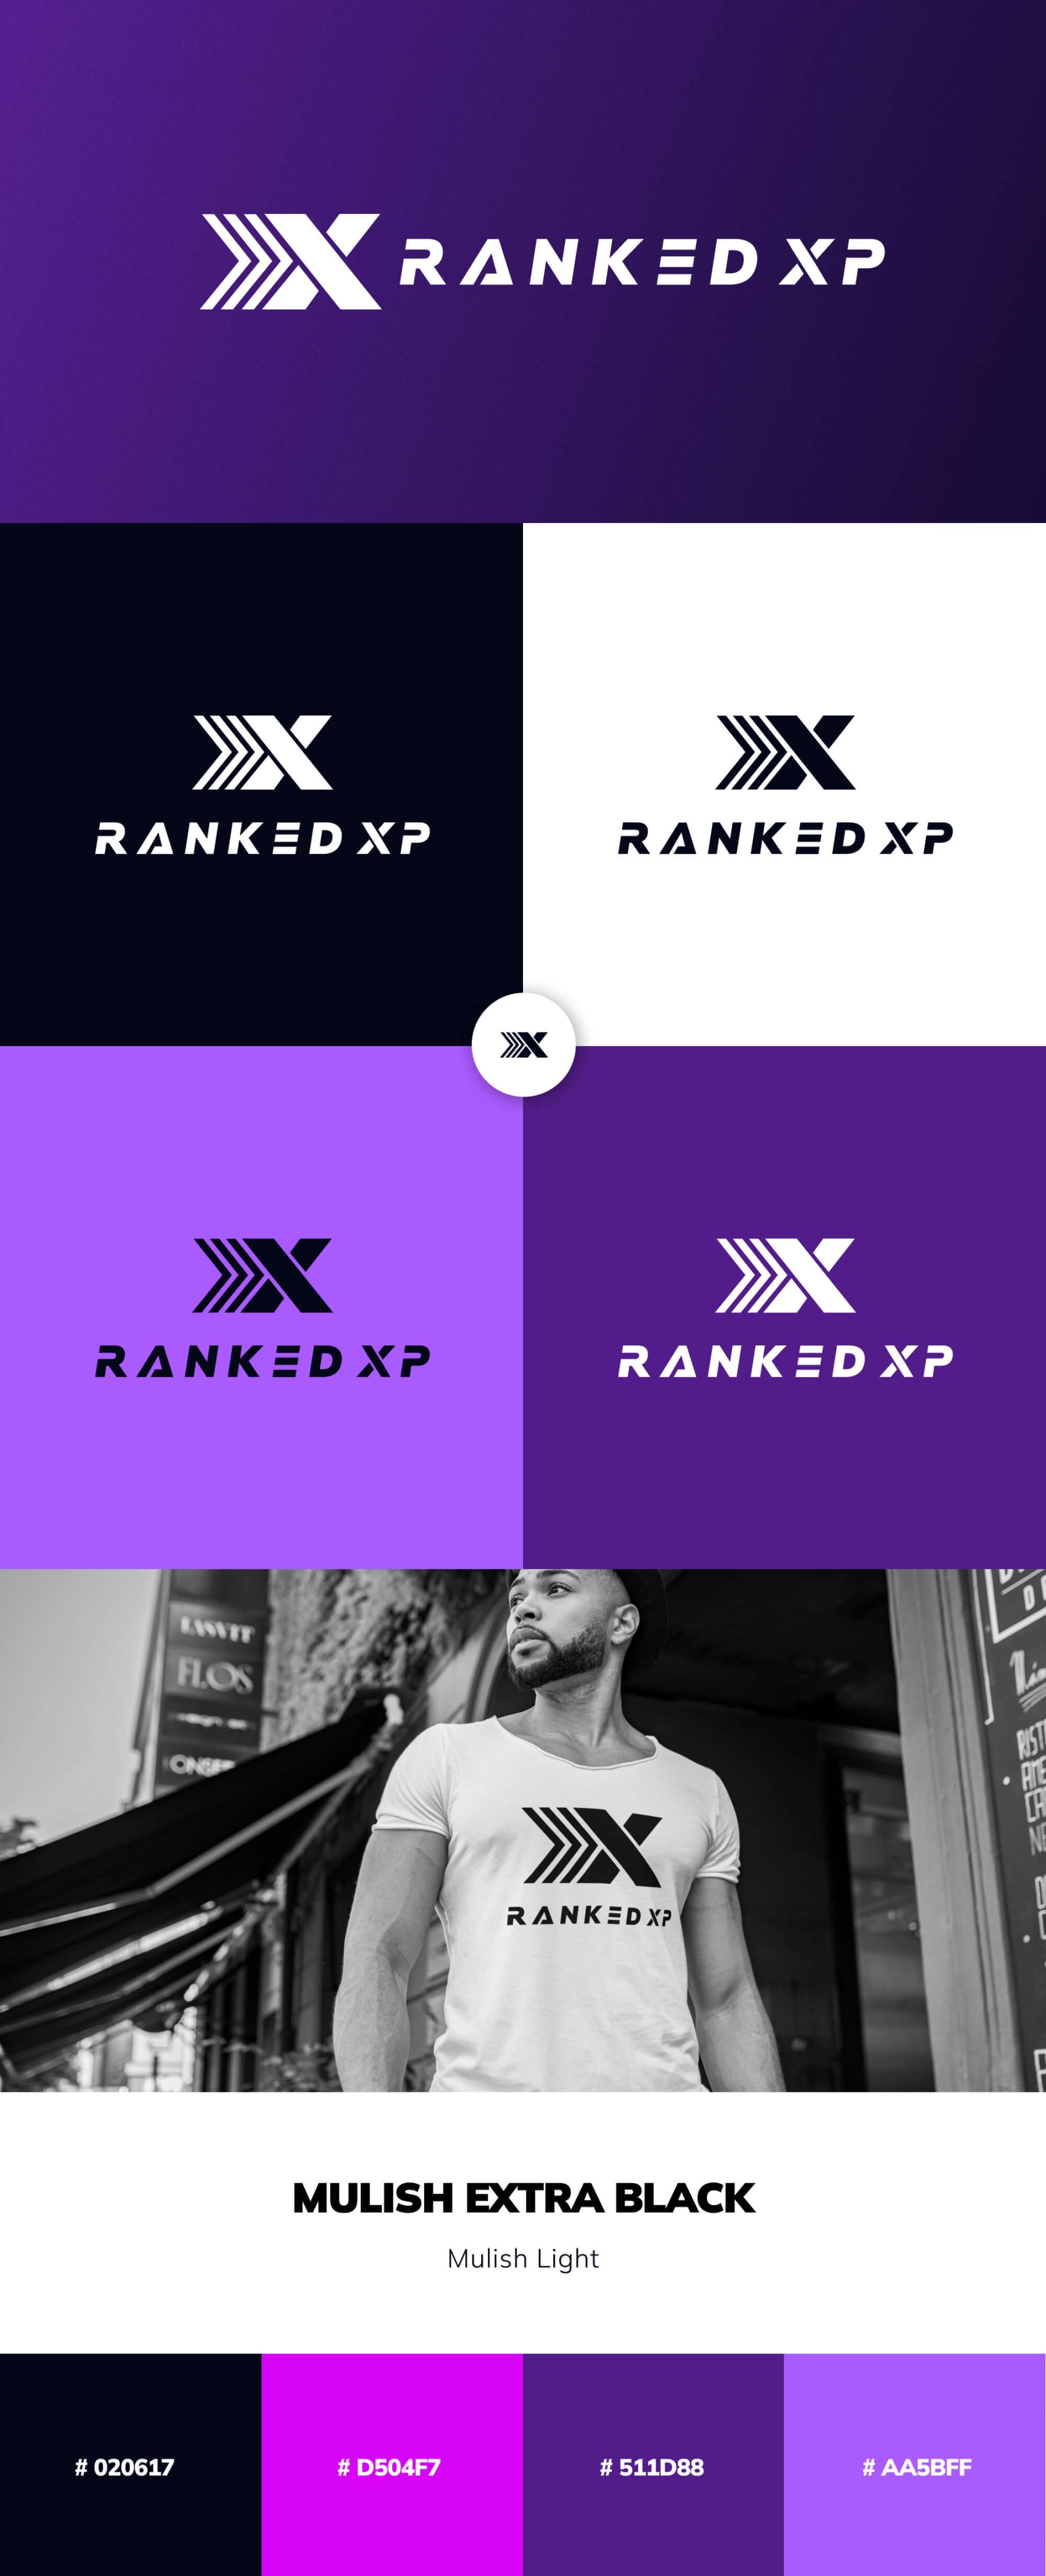 RANKED XP
RANKED XP
RANKED XP
RANKED XP
RANKED XP
FLOS
RANKED XP
MULISH EXTRA BLACK
Mulish Light
# 020617
# D504F7
# 511D88
# AA5BFF